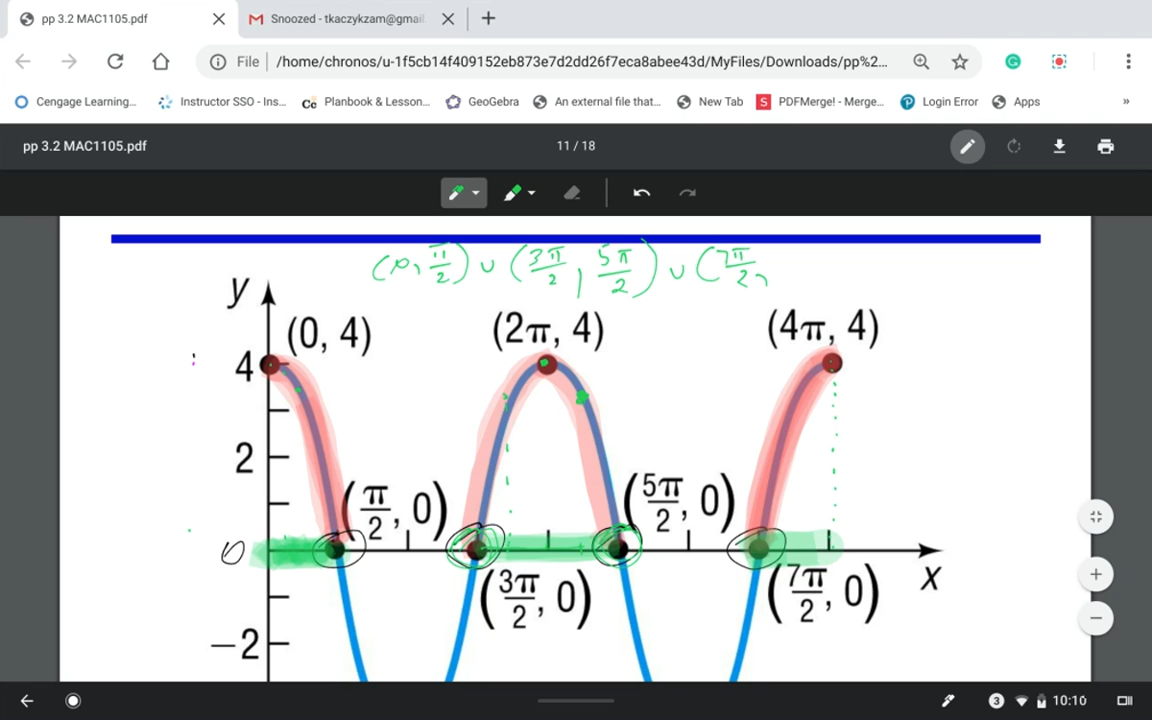 pp 3.2 MAC1105.pdf
Snoozed - tkaczykzam@gmail
File | /home/chronos/u-1f5cb14f409152eb873e7d2dd26f7eca8abee43d/MyFiles/Downloads/pp%2...
Cengage Learning... Instructor SSO - Ins... Cc Planbook & Lesson... GeoGebra An external file that... New Tab S PDFMerge! - Merge... Login Error Apps »
pp 3.2 MAC1105.pdf 11 / 18
(0, π/2) ∪ (3π/2, 5π/2) ∪ (7π/2,
y
(0, 4) (2π, 4) (4π, 4)
4
2
(π/2, 0) (5π/2, 0)
0
x
(3π/2, 0) (7π/2, 0)
−2
3 10:10